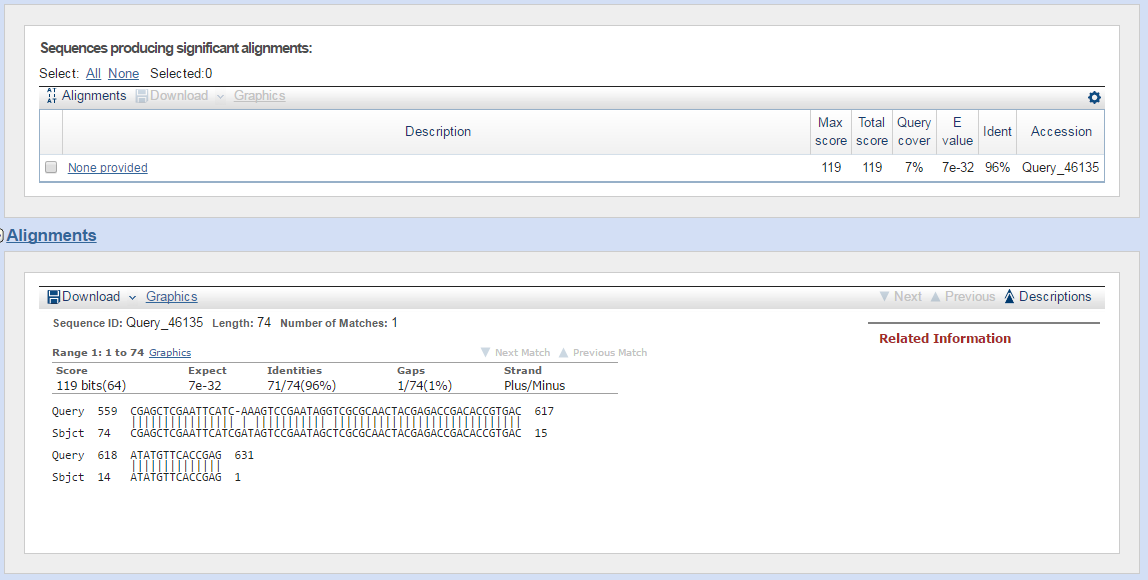 Sequences producing significant alignments:
Select: All None Selected:0
Alignments Download Graphics
Description Max score Total score Query cover E value Ident Accession
None provided 119 119 7% 7e-32 96% Query_46135
Alignments
Download Graphics Next Previous Descriptions
Sequence ID: Query_46135 Length: 74 Number of Matches: 1
Related Information
Range 1: 1 to 74 Graphics Next Match Previous Match
Score Expect Identities Gaps Strand
119 bits(64) 7e-32 71/74(96%) 1/74(1%) Plus/Minus
Query 559 CGAGCTCGAATTCATC-AAAGTCCGAATAGGTCGCGCAACTACGAGACCGACACCGTGAC 617
|||||||||||||||| | ||||||||||| |||||||||||||||||||||||||||||
Sbjct 74 CGAGCTCGAATTCATCGATAGTCCGAATAGCTCGCGCAACTACGAGACCGACACCGTGAC 15
Query 618 ATATGTTCACCGAG 631
||||||||||||||
Sbjct 14 ATATGTTCACCGAG 1